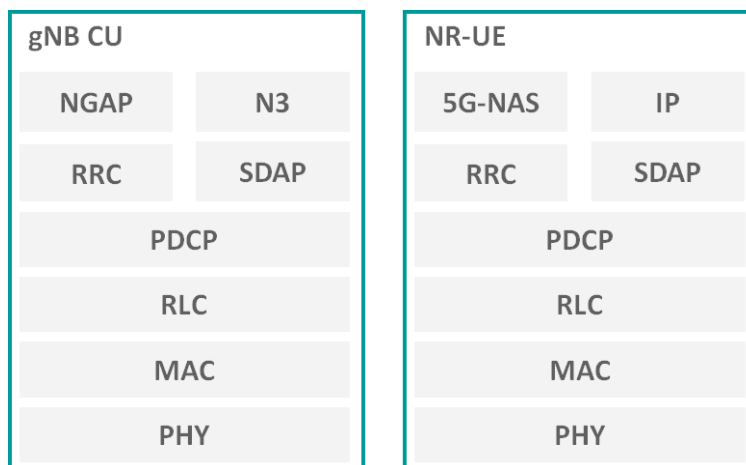 gNB CU
NGAP N3
RRC SDAP
PDCP
RLC
MAC
PHY
NR-UE
5G-NAS IP
RRC SDAP
PDCP
RLC
MAC
PHY